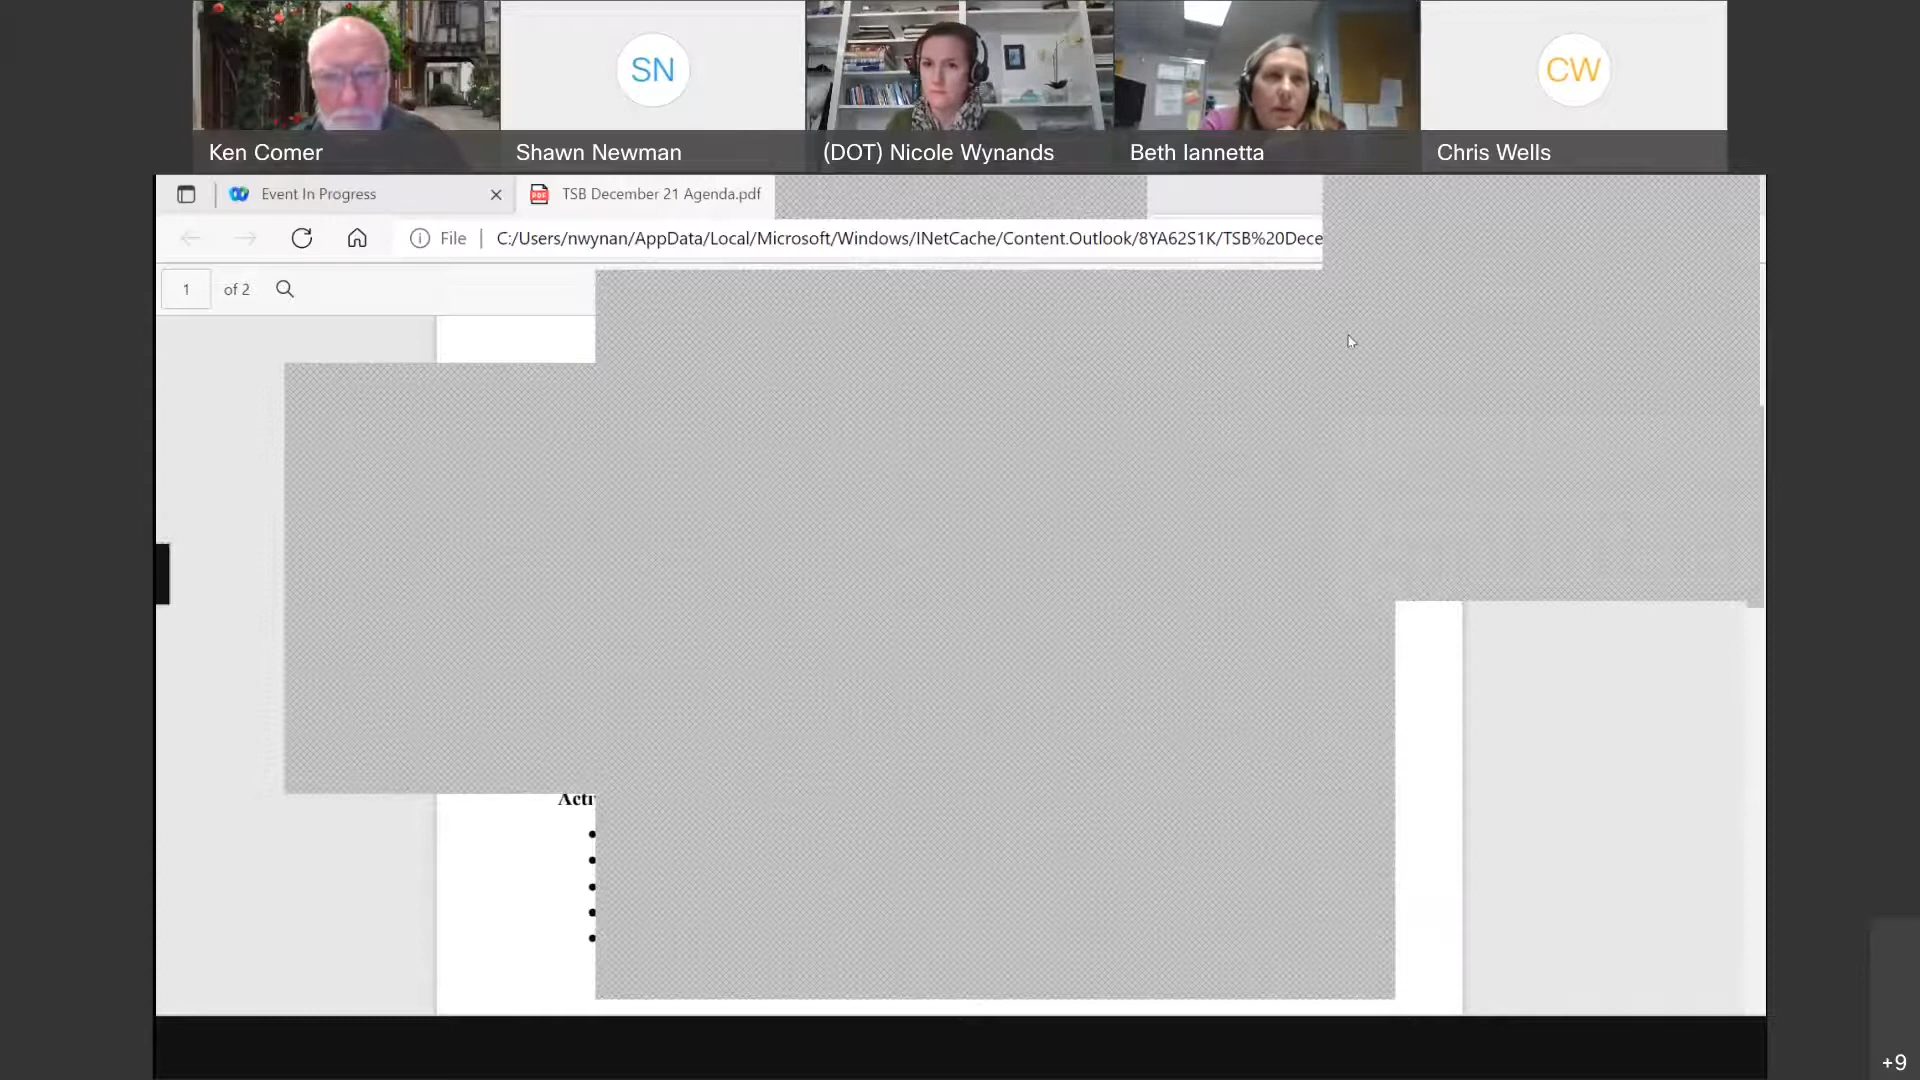 SN
CW
Ken Comer
Shawn Newman
(DOT) Nicole Wynands
Beth Iannetta
Chris Wells
Event In Progress
TSB December 21 Agenda.pdf
File
C:/Users/nwynan/AppData/Local/Microsoft/Windows/INetCache/Content.Outlook/8YA62S1K/TSB%20Dece
1 of 2
+9